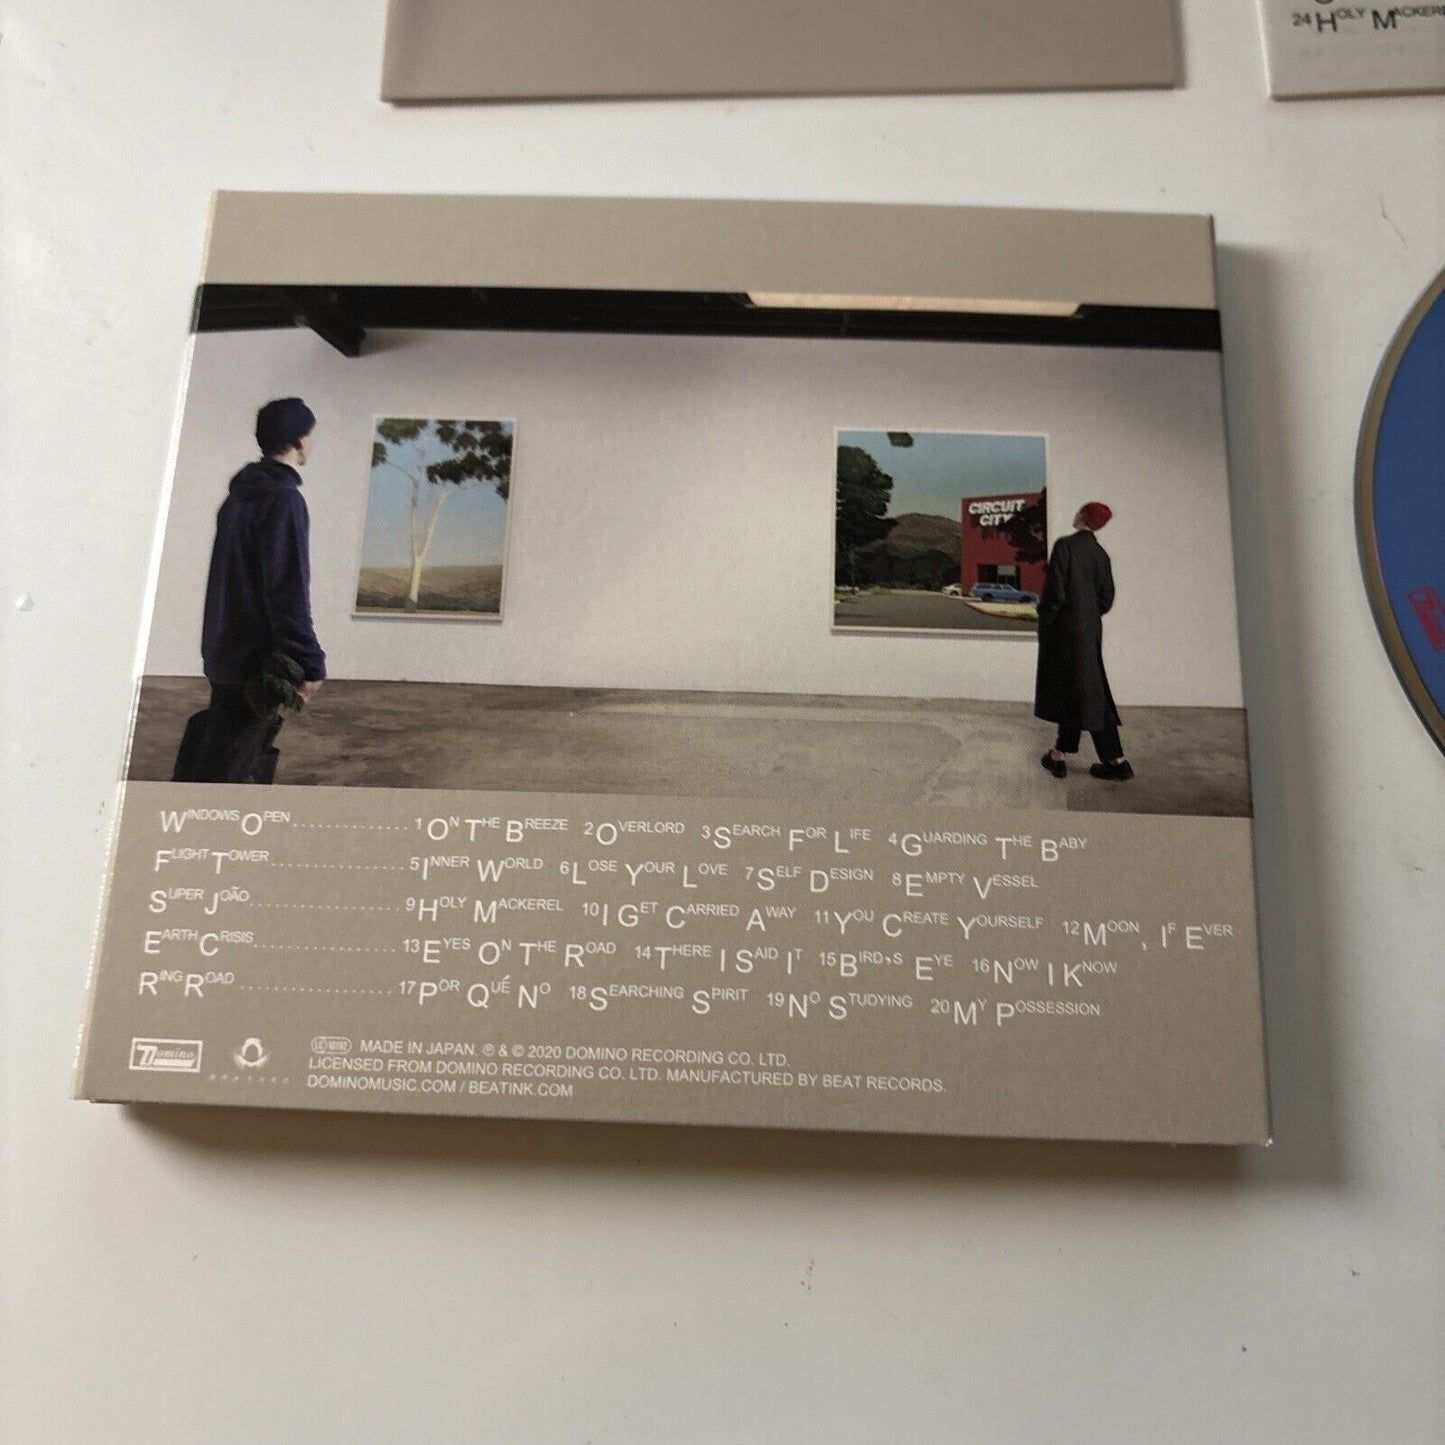 24 HOLY MACKEREL
CIRCUIT
CITY
WINDOWS OPEN.............1 ON THE BREEZE 2 OVERLORD 3 SEARCH FOR LIFE 4 GUARDING THE BABY
FLIGHT TOWER...............5 INNER WORLD 6 LOSE YOUR LOVE 7 SELF DESIGN 8 EMPTY VESSEL
SUPER JOÃO.................9 HOLY MACKEREL 10 I GET CARRIED AWAY 11 YOU CREATE YOURSELF 12 MOON, IF EVER
EARTH CRISIS................13 EYES ON THE ROAD 14 THERE I SAID IT 15 BIRD,S EYE 16 NOW I KNOW
RING ROAD .................17 POR QUÉ NO 18 SEARCHING SPIRIT 19 NO STUDYING 20 MY POSSESSION
Domino LC 10192 MADE IN JAPAN. ℗ & © 2020 DOMINO RECORDING CO. LTD.
LICENSED FROM DOMINO RECORDING CO. LTD. MANUFACTURED BY BEAT RECORDS.
DOMINOMUSIC.COM / BEATINK.COM